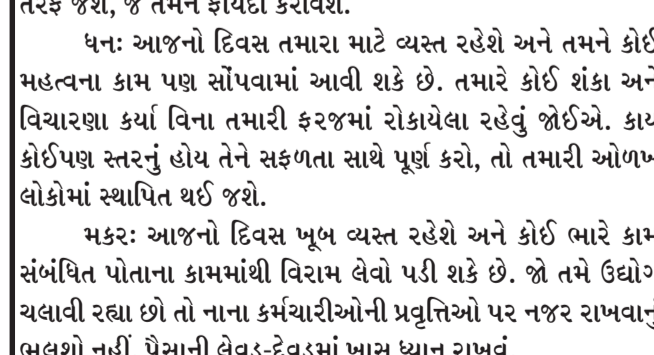 તરફ જશે, જે તમને ફાયદો કરાવશે.
ધનઃ આજનો દિવસ તમારા માટે વ્યસ્ત રહેશે અને તમને કોઈ
મહત્વના કામ પણ સોંપવામાં આવી શકે છે. તમારે કોઈ શંકા અને
વિચારણા કર્યા વિના તમારી ફરજમાં રોકાયેલા રહેવું જોઈએ. કાર્ય
કોઈપણ સ્તરનું હોય તેને સફળતા સાથે પૂર્ણ કરો, તો તમારી ઓળખ
લોકોમાં સ્થાપિત થઈ જશે.
મકરઃ આજનો દિવસ ખૂબ વ્યસ્ત રહેશે અને કોઈ ભારે કામ
સંબંધિત પોતાના કામમાંથી વિરામ લેવો પડી શકે છે. જો તમે ઉદ્યોગ
ચલાવી રહ્યા છો તો નાના કર્મચારીઓની પ્રવૃત્તિઓ પર નજર રાખવાનું
ભૂલશો નહીં. પૈસાની લેવડ-દેવડમાં ખાસ ધ્યાન રાખવું